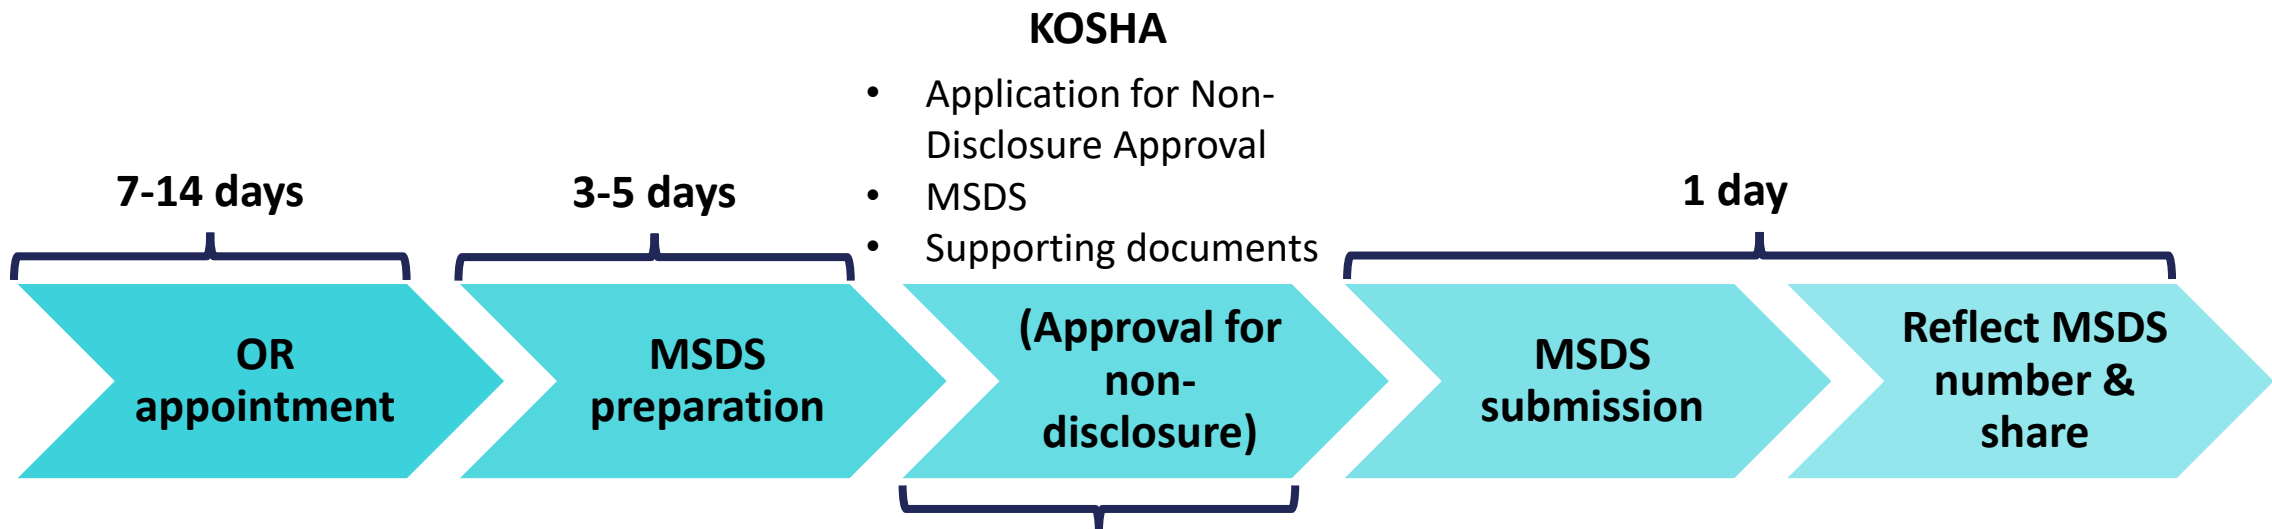 KOSHA
• Application for Non-
Disclosure Approval
• MSDS
• Supporting documents
7-14 days
3-5 days
1 day
OR
appointment
MSDS
preparation
(Approval for
non-
disclosure)
MSDS
submission
Reflect MSDS
number &
share